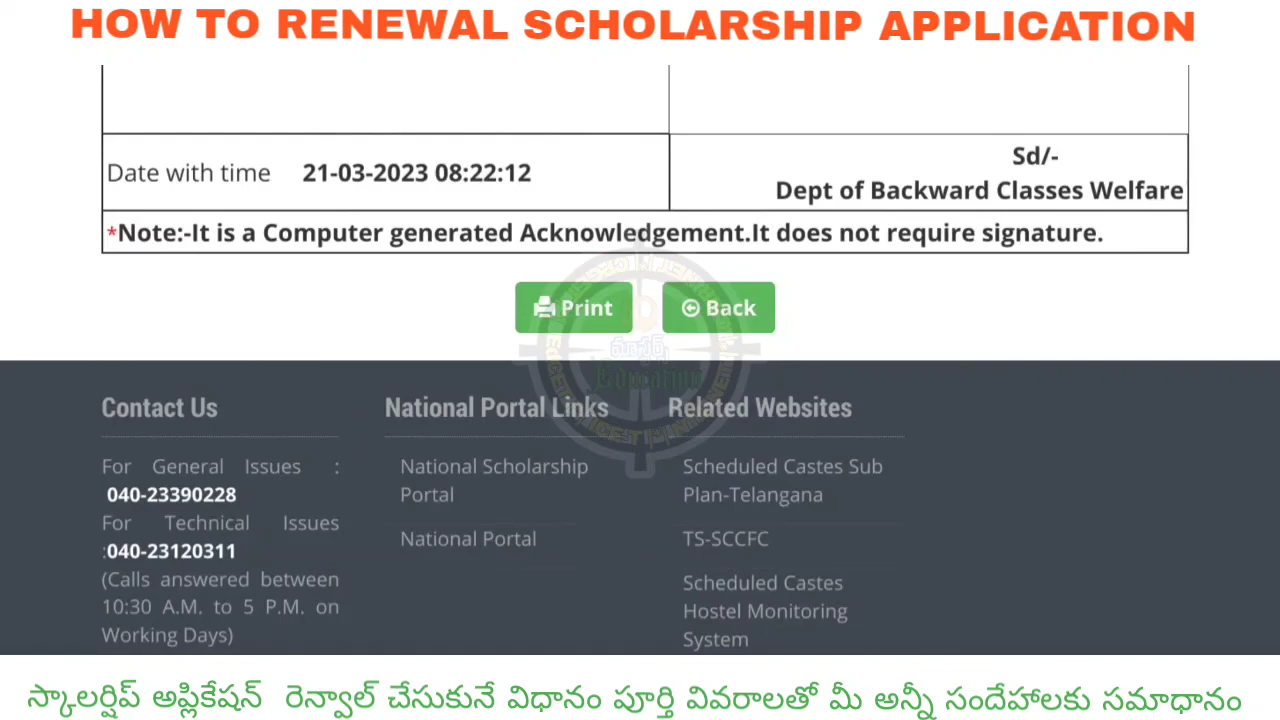 HOW TO RENEWAL SCHOLARSHIP APPLICATION
Date with time 21-03-2023 08:22:12
Sd/-
Dept of Backward Classes Welfare
*Note:-It is a Computer generated Acknowledgement.It does not require signature.
Print
Back
మాస్టర్స్
Education
Contact Us
For General Issues :
040-23390228
For Technical Issues
:040-23120311
(Calls answered between
10:30 A.M. to 5 P.M. on
Working Days)
National Portal Links
National Scholarship
Portal
National Portal
Related Websites
Scheduled Castes Sub
Plan-Telangana
TS-SCCFC
Scheduled Castes
Hostel Monitoring
System
స్కాలర్షిప్ అప్లికేషన్ రెన్వాల్ చేసుకునే విధానం పూర్తి వివరాలతో మీ అన్నీ సందేహాలకు సమాధానం